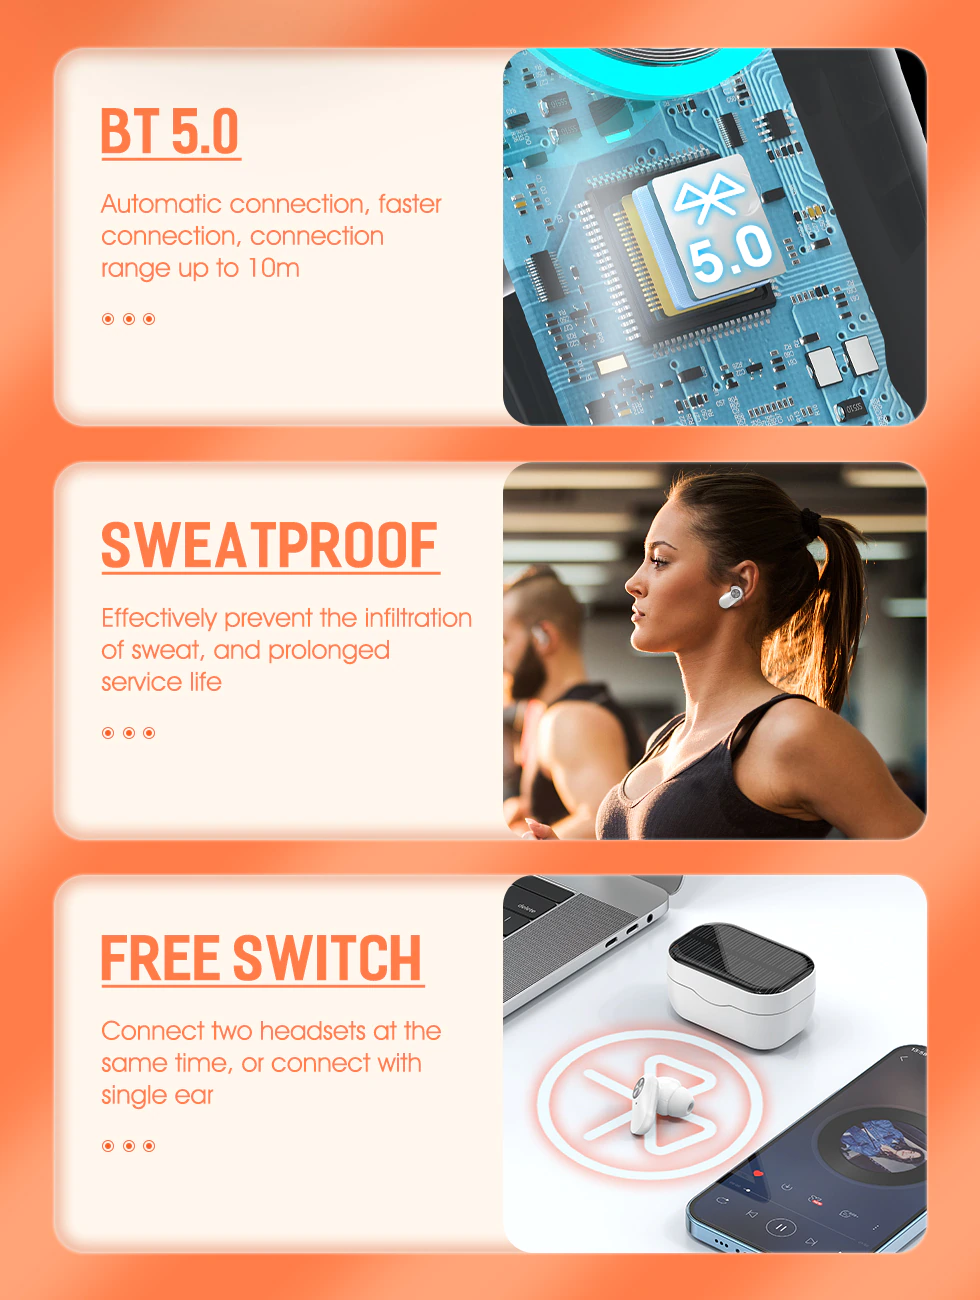 BT 5.0
Automatic connection, faster
connection, connection
range up to 10m
5.0
SWEATPROOF
Effectively prevent the infiltration
of sweat, and prolonged
service life
FREE SWITCH
Connect two headsets at the
same time, or connect with
single ear
delete